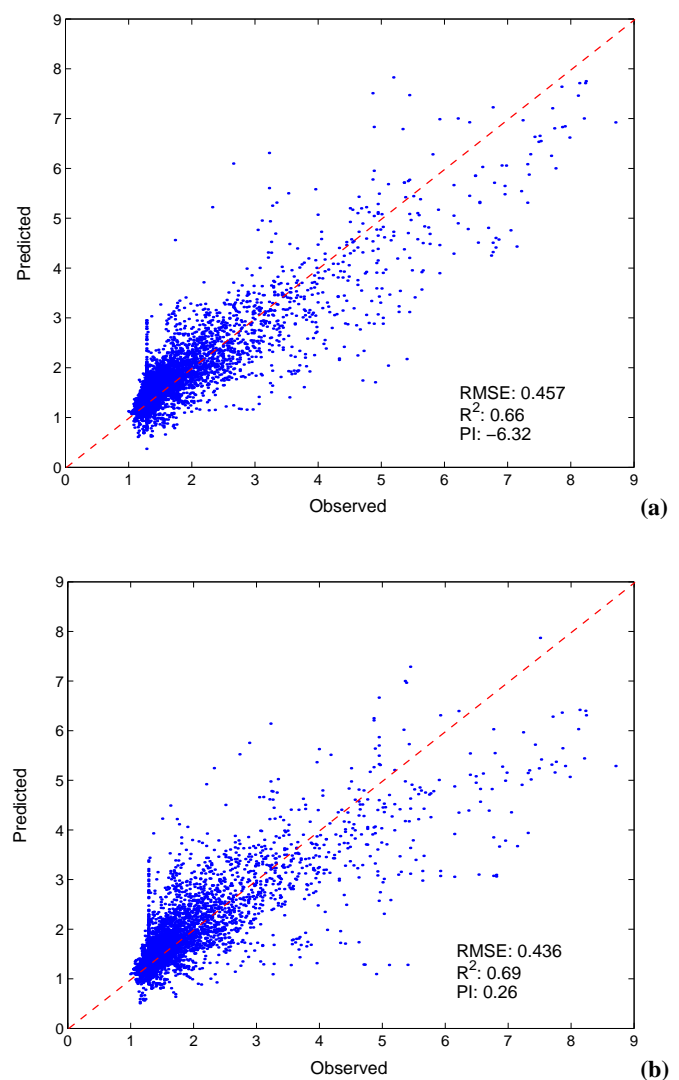 9
8
7
6
5
4
3
2
1
0
Predicted
RMSE: 0.457
R²: 0.66
PI: −6.32
0 1 2 3 4 5 6 7 8 9
Observed
(a)
9
8
7
6
5
4
3
2
1
0
Predicted
RMSE: 0.436
R²: 0.69
PI: 0.26
0 1 2 3 4 5 6 7 8 9
Observed
(b)